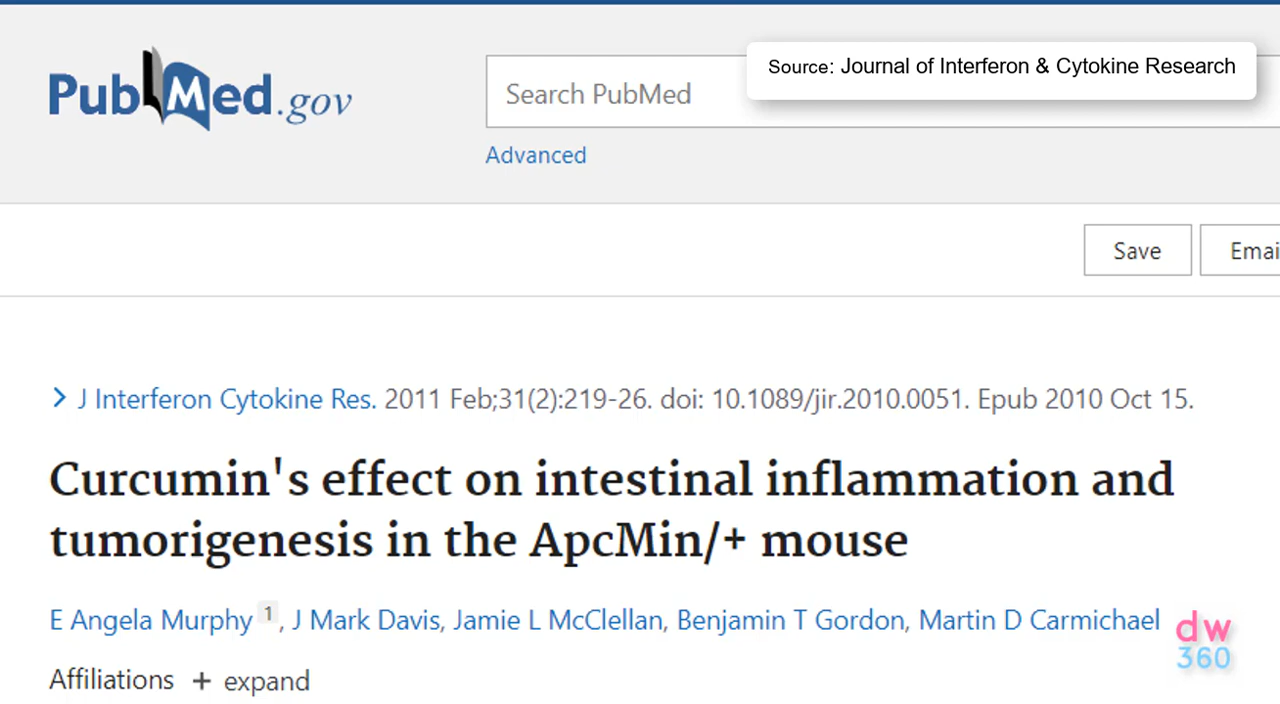 PubMed.gov
Search PubMed
Source: Journal of Interferon & Cytokine Research
Advanced
Save
Emai
J Interferon Cytokine Res. 2011 Feb;31(2):219-26. doi: 10.1089/jir.2010.0051. Epub 2010 Oct 15.
Curcumin's effect on intestinal inflammation and
tumorigenesis in the ApcMin/+ mouse
E Angela Murphy 1, J Mark Davis, Jamie L McClellan, Benjamin T Gordon, Martin D Carmichael
dw
360
Affiliations + expand